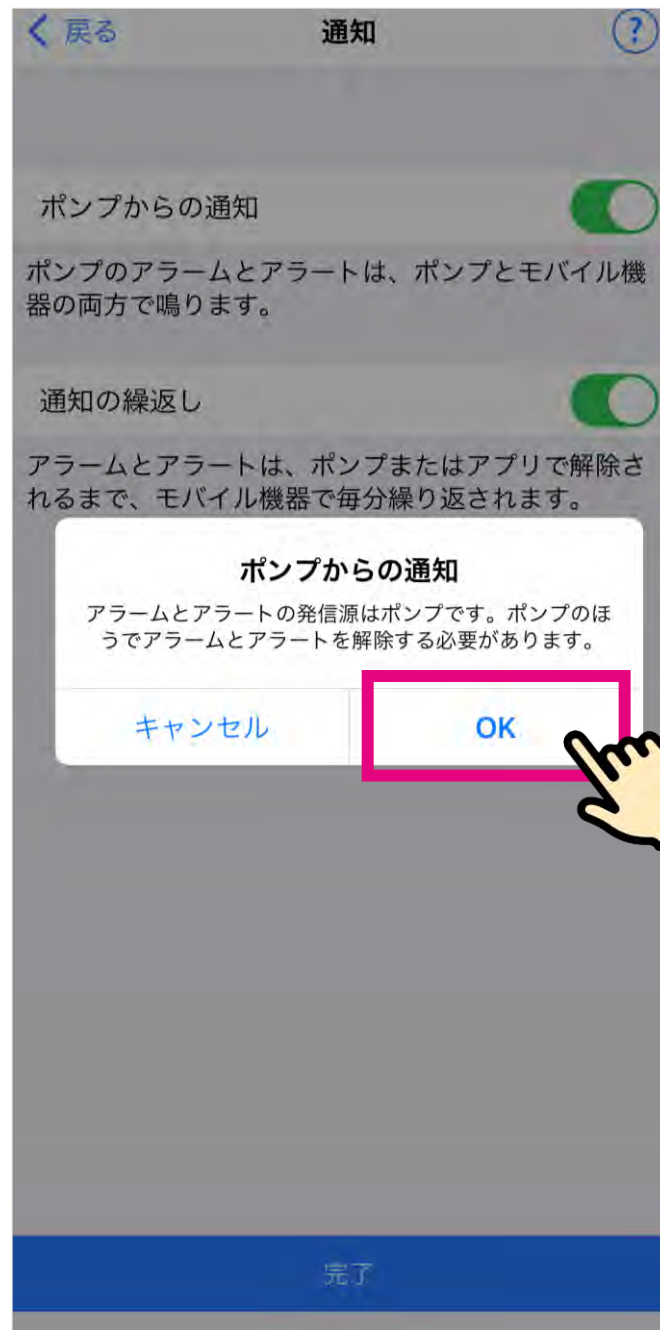 戻る 通知 ?
ポンプからの通知
ポンプのアラームとアラートは、ポンプとモバイル機
器の両方で鳴ります。
通知の繰返し
アラームとアラートは、ポンプまたはアプリで解除さ
れるまで、モバイル機器で毎分繰り返されます。
ポンプからの通知
アラームとアラートの発信源はポンプです。ポンプのほ
うでアラームとアラートを解除する必要があります。
キャンセル OK
完了